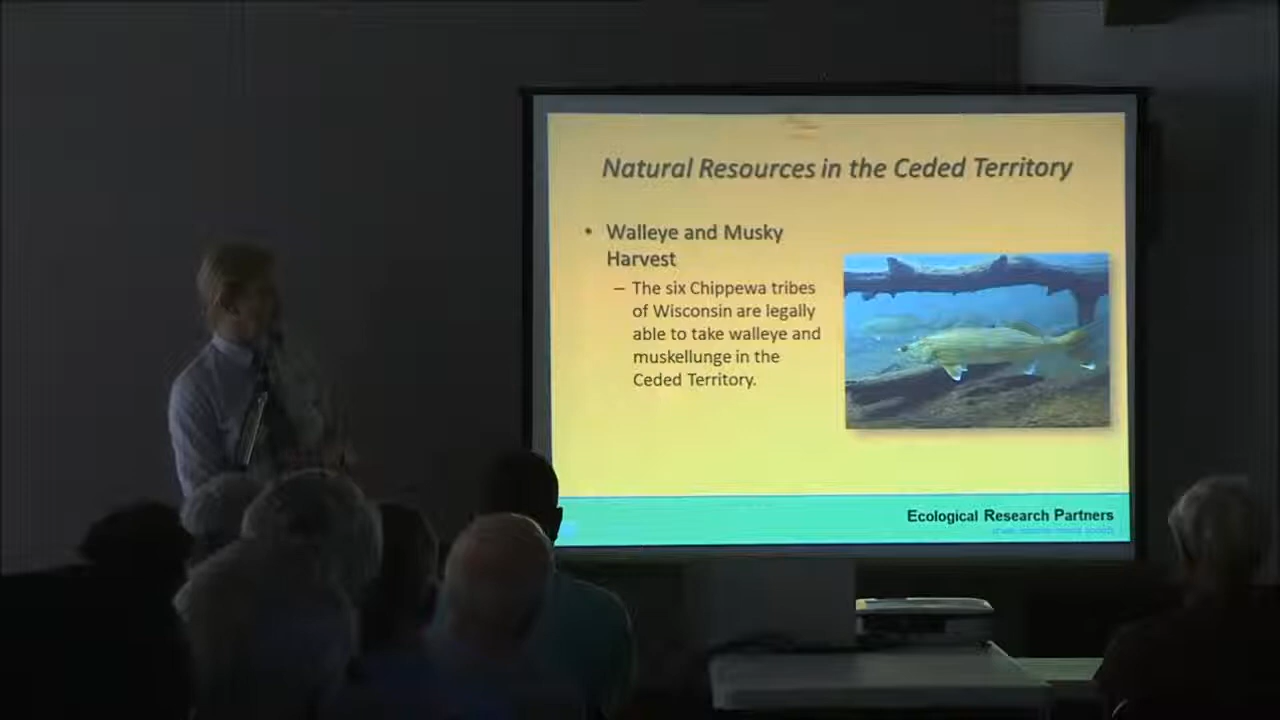 Natural Resources in the Ceded Territory
• Walleye and Musky
Harvest
– The six Chippewa tribes
of Wisconsin are legally
able to take walleye and
muskellunge in the
Ceded Territory.
Ecological Research Partners